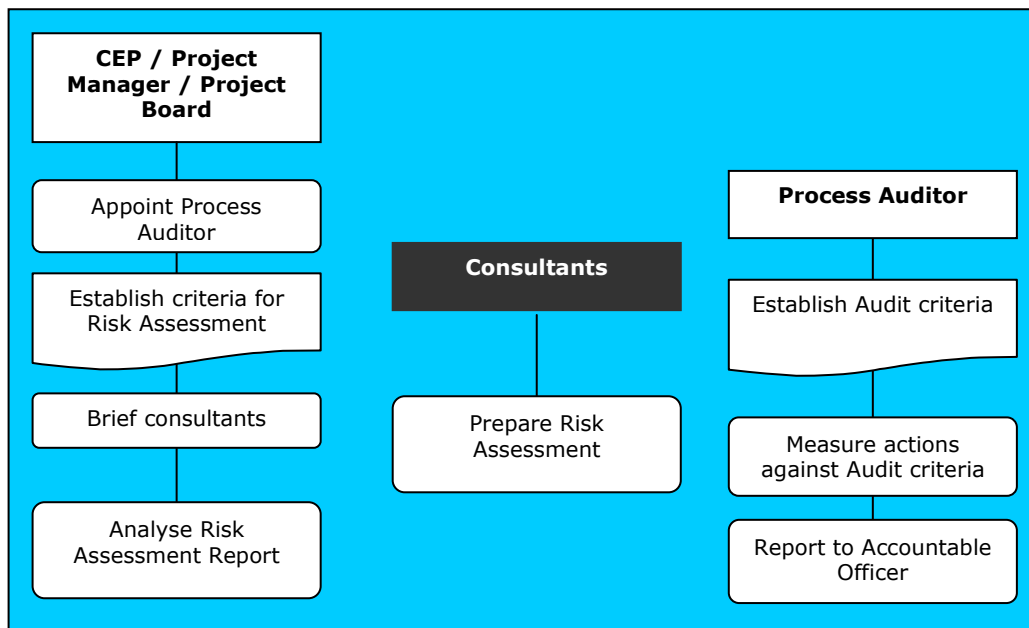 CEP / Project
Manager / Project
Board
Appoint Process
Auditor
Establish criteria for
Risk Assessment
Brief consultants
Analyse Risk
Assessment Report
Consultants
Prepare Risk
Assessment
Process Auditor
Establish Audit criteria
Measure actions
against Audit criteria
Report to Accountable
Officer